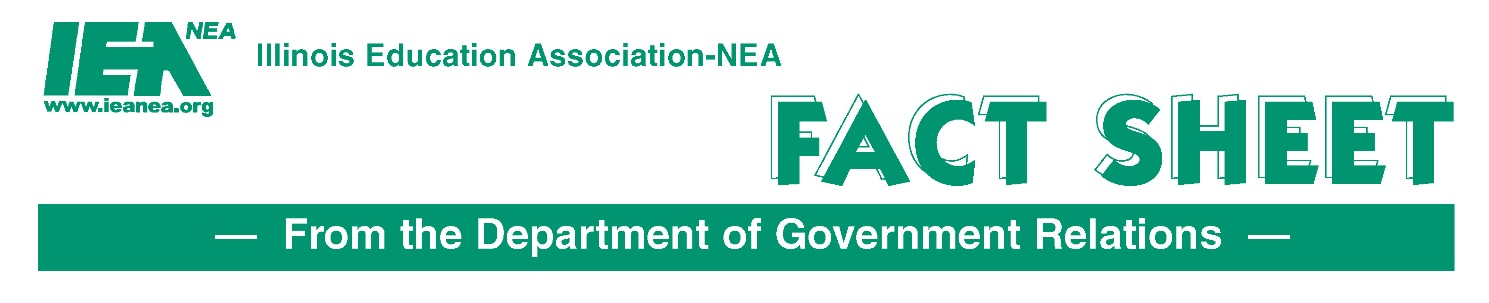 IEA NEA
Illinois Education Association-NEA
www.ieanea.org
FACT SHEET
— From the Department of Government Relations —